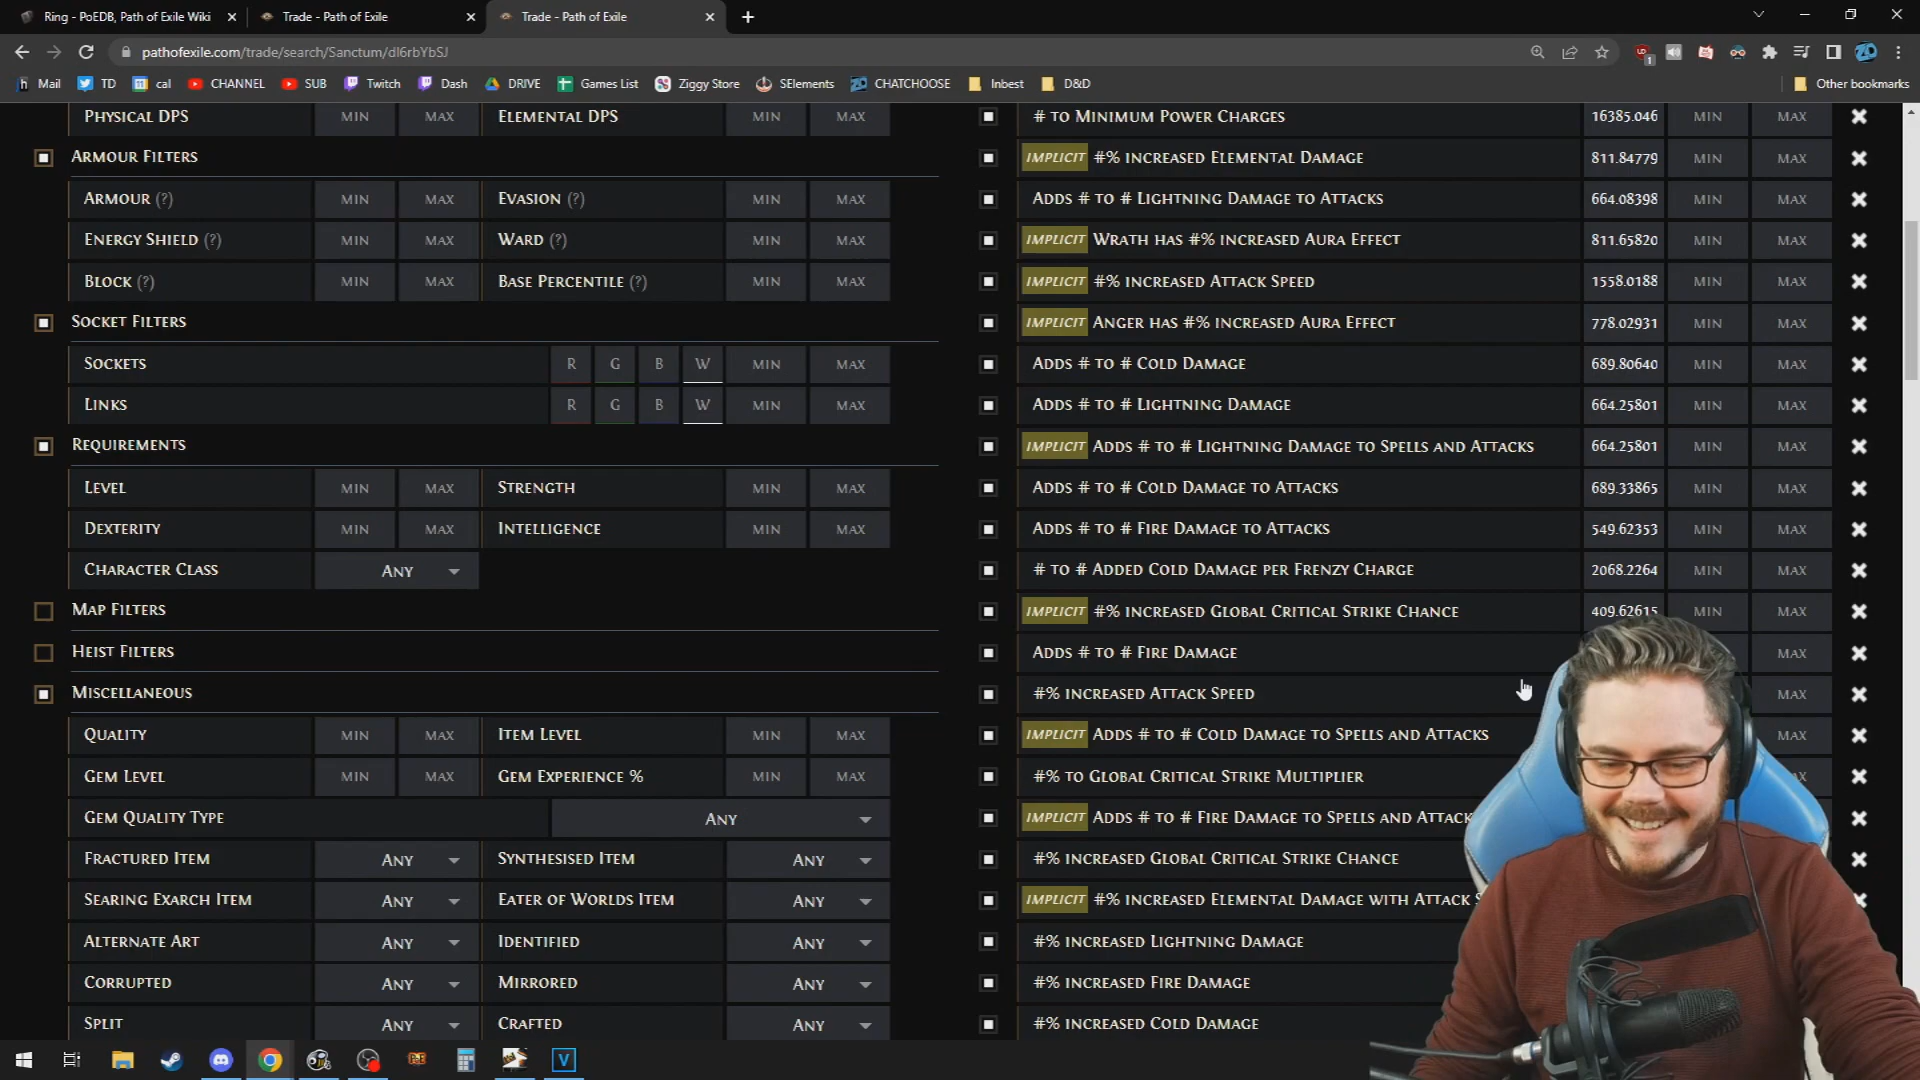 Ring - PoEDB, Path of Exile Wiki
Trade - Path of Exile
Trade - Path of Exile
pathofexile.com/trade/search/Sanctum/dl6rbYbSJ
Mail TD cal CHANNEL SUB Twitch Dash DRIVE Games List Ziggy Store SElements CHATCHOOSE Inbest D&D Other bookmarks
PHYSICAL DPS MIN MAX ELEMENTAL DPS MIN MAX
ARMOUR FILTERS
ARMOUR (?) MIN MAX EVASION (?) MIN MAX
ENERGY SHIELD (?) MIN MAX WARD (?) MIN MAX
BLOCK (?) MIN MAX BASE PERCENTILE (?) MIN MAX
SOCKET FILTERS
SOCKETS R G B W MIN MAX
LINKS R G B W MIN MAX
REQUIREMENTS
LEVEL MIN MAX STRENGTH MIN MAX
DEXTERITY MIN MAX INTELLIGENCE MIN MAX
CHARACTER CLASS ANY
MAP FILTERS
HEIST FILTERS
MISCELLANEOUS
QUALITY MIN MAX ITEM LEVEL MIN MAX
GEM LEVEL MIN MAX GEM EXPERIENCE % MIN MAX
GEM QUALITY TYPE ANY
FRACTURED ITEM ANY SYNTHESISED ITEM ANY
SEARING EXARCH ITEM ANY EATER OF WORLDS ITEM ANY
ALTERNATE ART ANY IDENTIFIED ANY
CORRUPTED ANY MIRRORED ANY
SPLIT ANY CRAFTED ANY
# TO MINIMUM POWER CHARGES 16385.046 MIN MAX
IMPLICIT #% INCREASED ELEMENTAL DAMAGE 811.84779 MIN MAX
ADDS # TO # LIGHTNING DAMAGE TO ATTACKS 664.08398 MIN MAX
IMPLICIT WRATH HAS #% INCREASED AURA EFFECT 811.65820 MIN MAX
IMPLICIT #% INCREASED ATTACK SPEED 1558.0188 MIN MAX
IMPLICIT ANGER HAS #% INCREASED AURA EFFECT 778.02931 MIN MAX
ADDS # TO # COLD DAMAGE 689.80640 MIN MAX
ADDS # TO # LIGHTNING DAMAGE 664.25801 MIN MAX
IMPLICIT ADDS # TO # LIGHTNING DAMAGE TO SPELLS AND ATTACKS 664.25801 MIN MAX
ADDS # TO # COLD DAMAGE TO ATTACKS 689.33865 MIN MAX
ADDS # TO # FIRE DAMAGE TO ATTACKS 549.62353 MIN MAX
# TO # ADDED COLD DAMAGE PER FRENZY CHARGE 2068.2264 MIN MAX
IMPLICIT #% INCREASED GLOBAL CRITICAL STRIKE CHANCE 409.62615 MIN MAX
ADDS # TO # FIRE DAMAGE MAX
#% INCREASED ATTACK SPEED MAX
IMPLICIT ADDS # TO # COLD DAMAGE TO SPELLS AND ATTACKS MAX
#% TO GLOBAL CRITICAL STRIKE MULTIPLIER
IMPLICIT ADDS # TO # FIRE DAMAGE TO SPELLS AND ATTACK
#% INCREASED GLOBAL CRITICAL STRIKE CHANCE
IMPLICIT #% INCREASED ELEMENTAL DAMAGE WITH ATTACK
#% INCREASED LIGHTNING DAMAGE
#% INCREASED FIRE DAMAGE
#% INCREASED COLD DAMAGE